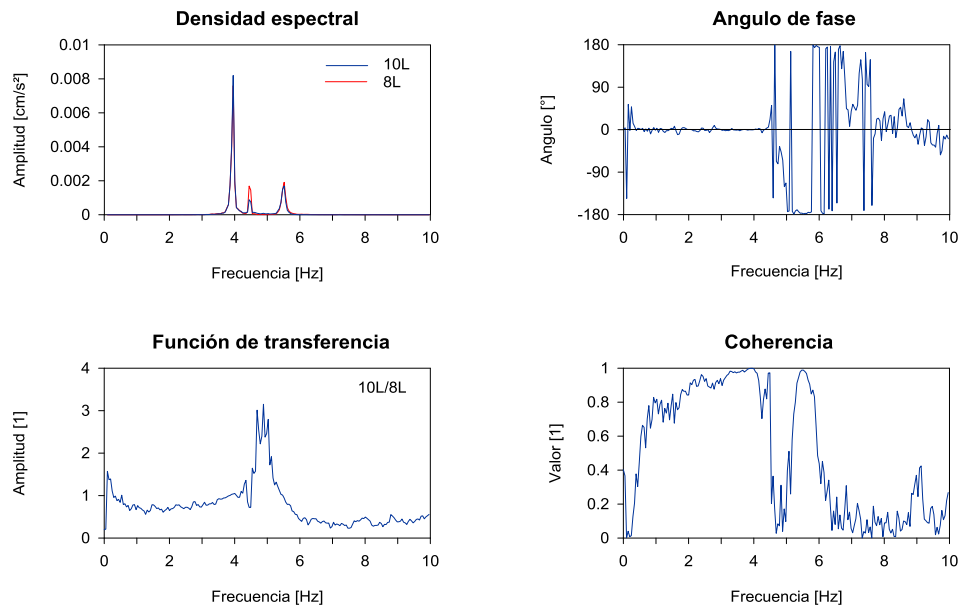 Densidad espectral
Amplitud [cm/s²]
0.01
0.008
0.006
0.004
0.002
0
10L
8L
0 2 4 6 8 10
Frecuencia [Hz]
Angulo de fase
Angulo [°]
180
90
0
-90
-180
0 2 4 6 8 10
Frecuencia [Hz]
Función de transferencia
Amplitud [1]
4
3
2
1
0
10L/8L
0 2 4 6 8 10
Frecuencia [Hz]
Coherencia
Valor [1]
1
0.8
0.6
0.4
0.2
0
0 2 4 6 8 10
Frecuencia [Hz]